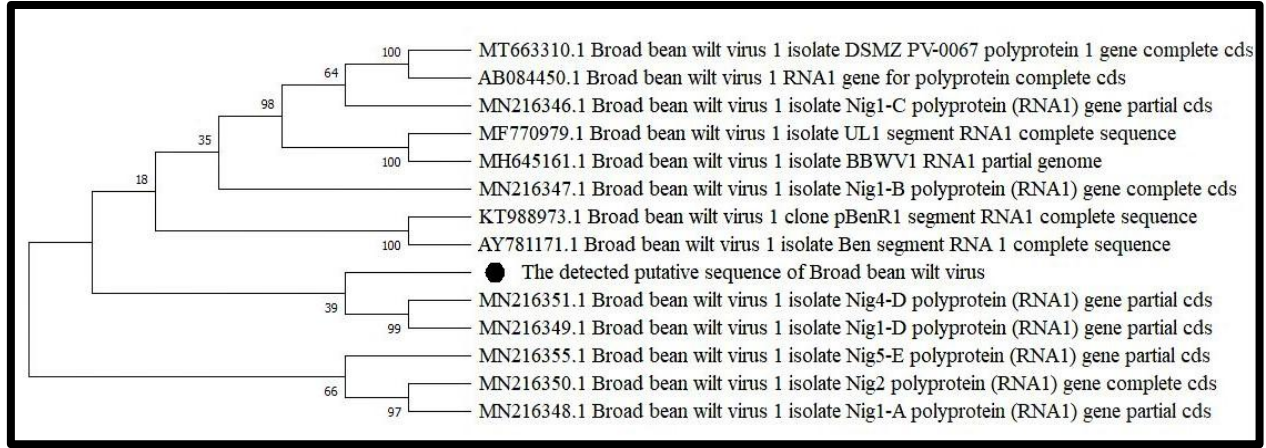 100
MT663310.1 Broad bean wilt virus 1 isolate DSMZ PV-0067 polyprotein 1 gene complete cds
64
AB084450.1 Broad bean wilt virus 1 RNA1 gene for polyprotein complete cds
98
MN216346.1 Broad bean wilt virus 1 isolate Nig1-C polyprotein (RNA1) gene partial cds
35
MF770979.1 Broad bean wilt virus 1 isolate UL1 segment RNA1 complete sequence
100
MH645161.1 Broad bean wilt virus 1 isolate BBWV1 RNA1 partial genome
18
MN216347.1 Broad bean wilt virus 1 isolate Nig1-B polyprotein (RNA1) gene complete cds
KT988973.1 Broad bean wilt virus 1 clone pBenR1 segment RNA1 complete sequence
100
AY781171.1 Broad bean wilt virus 1 isolate Ben segment RNA 1 complete sequence
The detected putative sequence of Broad bean wilt virus
39
MN216351.1 Broad bean wilt virus 1 isolate Nig4-D polyprotein (RNA1) gene partial cds
99
MN216349.1 Broad bean wilt virus 1 isolate Nig1-D polyprotein (RNA1) gene partial cds
MN216355.1 Broad bean wilt virus 1 isolate Nig5-E polyprotein (RNA1) gene partial cds
66
MN216350.1 Broad bean wilt virus 1 isolate Nig2 polyprotein (RNA1) gene complete cds
97
MN216348.1 Broad bean wilt virus 1 isolate Nig1-A polyprotein (RNA1) gene partial cds